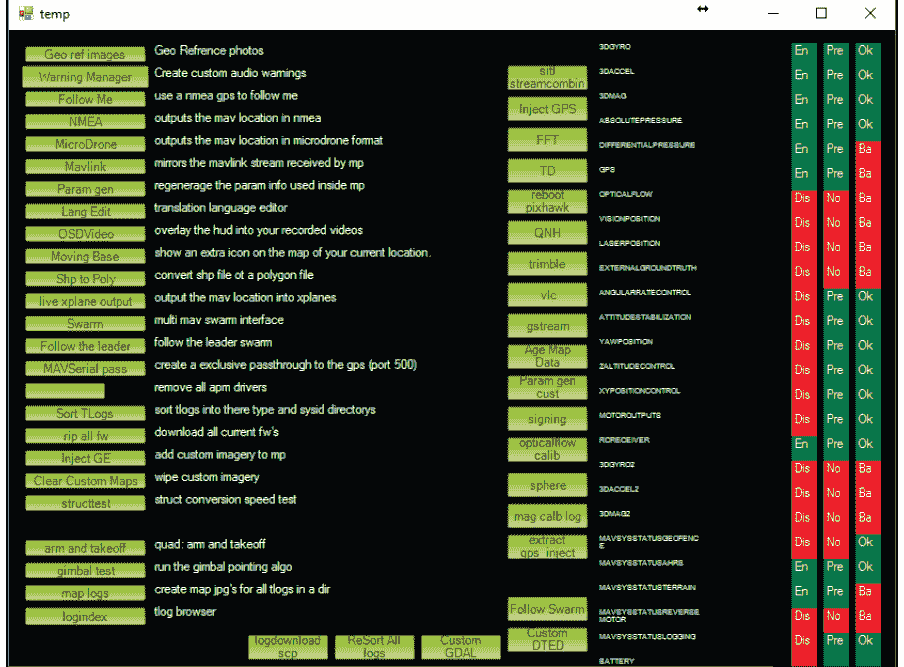 temp
Geo ref images Geo Refrence photos
Warning Manager Create custom audio warnings
Follow Me use a nmea gps to follow me
NMEA outputs the mav location in nmea
MicroDrone outputs the mav location in microdrone format
Mavlink mirrors the mavlink stream received by mp
Param gen regenerage the param info used inside mp
Lang Edit translation language editor
OSDVideo overlay the hud into your recorded videos
Moving Base show an extra icon on the map of your current location.
Shp to Poly convert shp file ot a polygon file
live xplane output output the mav location into xplanes
Swarm multi mav swarm interface
Follow the leader follow the leader swarm
MAVSerial pass create a exclusive passthrough to the gps (port 500)
remove all apm drivers
Sort TLogs sort tlogs into there type and sysid directorys
rip all fw download all current fw's
Inject GE add custom imagery to mp
Clear Custom Maps wipe custom imagery
structtest struct conversion speed test
arm and takeoff quad: arm and takeoff
gimbal test run the gimbal pointing algo
map logs create map jpg's for all tlogs in a dir
logindex tlog browser
logdownload
scp
ReSort All
logs
Custom
GDAL
sitl
streamcombin
Inject GPS
FFT
TD
reboot
pixhawk
QNH
trimble
vlc
gstream
Age Map
Data
Param gen
cust
signing
opticalflow
calib
sphere
mag calb log
extract
gps_inject
Follow Swarm
Custom
DTED
3DGYRO En Pre Ok
3DACCEL En Pre Ok
3DMAG En Pre Ok
ABSOLUTEPRESSURE En Pre Ok
DIFFERENTIALPRESSURE En Pre Ba
GPS En Pre Ba
OPTICALFLOW Dis No Ba
VISIONPOSITION Dis No Ba
LASERPOSITION Dis No Ba
EXTERNALGROUNDTRUTH Dis No Ba
ANGULARRATECONTROL Dis Pre Ok
ATTITUDESTABILIZATION Dis Pre Ok
YAWPOSITION Dis Pre Ok
ZALTITUDECONTROL Dis Pre Ok
XYPOSITIONCONTROL Dis Pre Ok
MOTOROUTPUTS Dis Pre Ok
RCRECEIVER En Pre Ok
3DGYRO2 Dis No Ba
3DACCEL2 Dis No Ba
3DMAG2 Dis No Ba
MAVSYSSTATUSGEOFENC
E Dis No Ok
MAVSYSSTATUSAHRS En Pre Ok
MAVSYSSTATUSTERRAIN En Pre Ba
MAVSYSSTATUSREVERSE
MOTOR Dis No Ba
MAVSYSSTATUSLOGGING Dis Pre Ok
BATTERY